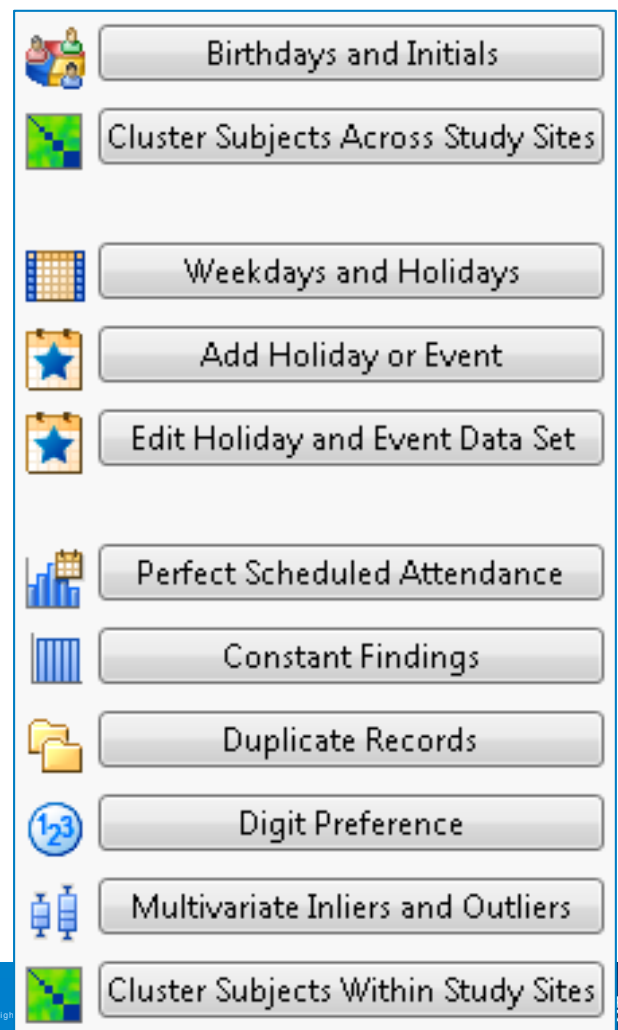 Birthdays and Initials
Cluster Subjects Across Study Sites
Weekdays and Holidays
Add Holiday or Event
Edit Holiday and Event Data Set
Perfect Scheduled Attendance
Constant Findings
Duplicate Records
123
Digit Preference
Multivariate Inliers and Outliers
Cluster Subjects Within Study Sites